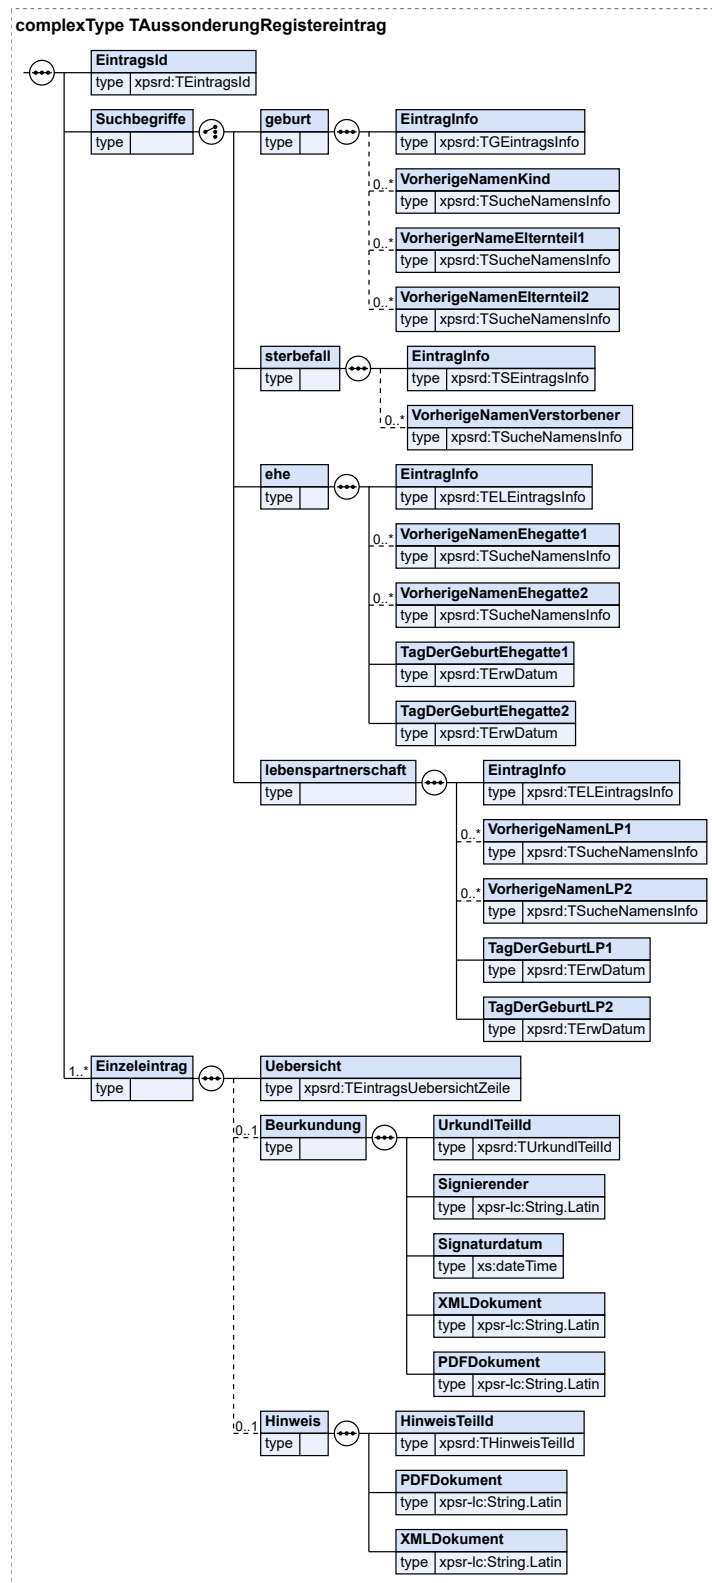 complexType TAussonderungRegistereintrag
EintragsId
type xpsrd:TEintragsId
Suchbegriffe
type
geburt
type
EintragInfo
type xpsrd:TGEintragsInfo
0..* VorherigeNamenKind
type xpsrd:TSucheNamensInfo
0..* VorherigerNameElternteil1
type xpsrd:TSucheNamensInfo
0..* VorherigeNamenElternteil2
type xpsrd:TSucheNamensInfo
sterbefall
type
EintragInfo
type xpsrd:TSEintragsInfo
0..* VorherigeNamenVerstorbener
type xpsrd:TSucheNamensInfo
ehe
type
EintragInfo
type xpsrd:TELEintragsInfo
0..* VorherigeNamenEhegatte1
type xpsrd:TSucheNamensInfo
0..* VorherigeNamenEhegatte2
type xpsrd:TSucheNamensInfo
TagDerGeburtEhegatte1
type xpsrd:TErwDatum
TagDerGeburtEhegatte2
type xpsrd:TErwDatum
lebenspartnerschaft
type
EintragInfo
type xpsrd:TELEintragsInfo
0..* VorherigeNamenLP1
type xpsrd:TSucheNamensInfo
0..* VorherigeNamenLP2
type xpsrd:TSucheNamensInfo
TagDerGeburtLP1
type xpsrd:TErwDatum
TagDerGeburtLP2
type xpsrd:TErwDatum
1..* Einzeleintrag
type
Uebersicht
type xpsrd:TEintragsUebersichtZeile
0..1 Beurkundung
type
UrkundlTeilId
type xpsrd:TUrkundlTeilId
Signierender
type xpsr-lc:String.Latin
Signaturdatum
type xs:dateTime
XMLDokument
type xpsr-lc:String.Latin
PDFDokument
type xpsr-lc:String.Latin
0..1 Hinweis
type
HinweisTeilId
type xpsrd:THinweisTeilId
PDFDokument
type xpsr-lc:String.Latin
XMLDokument
type xpsr-lc:String.Latin